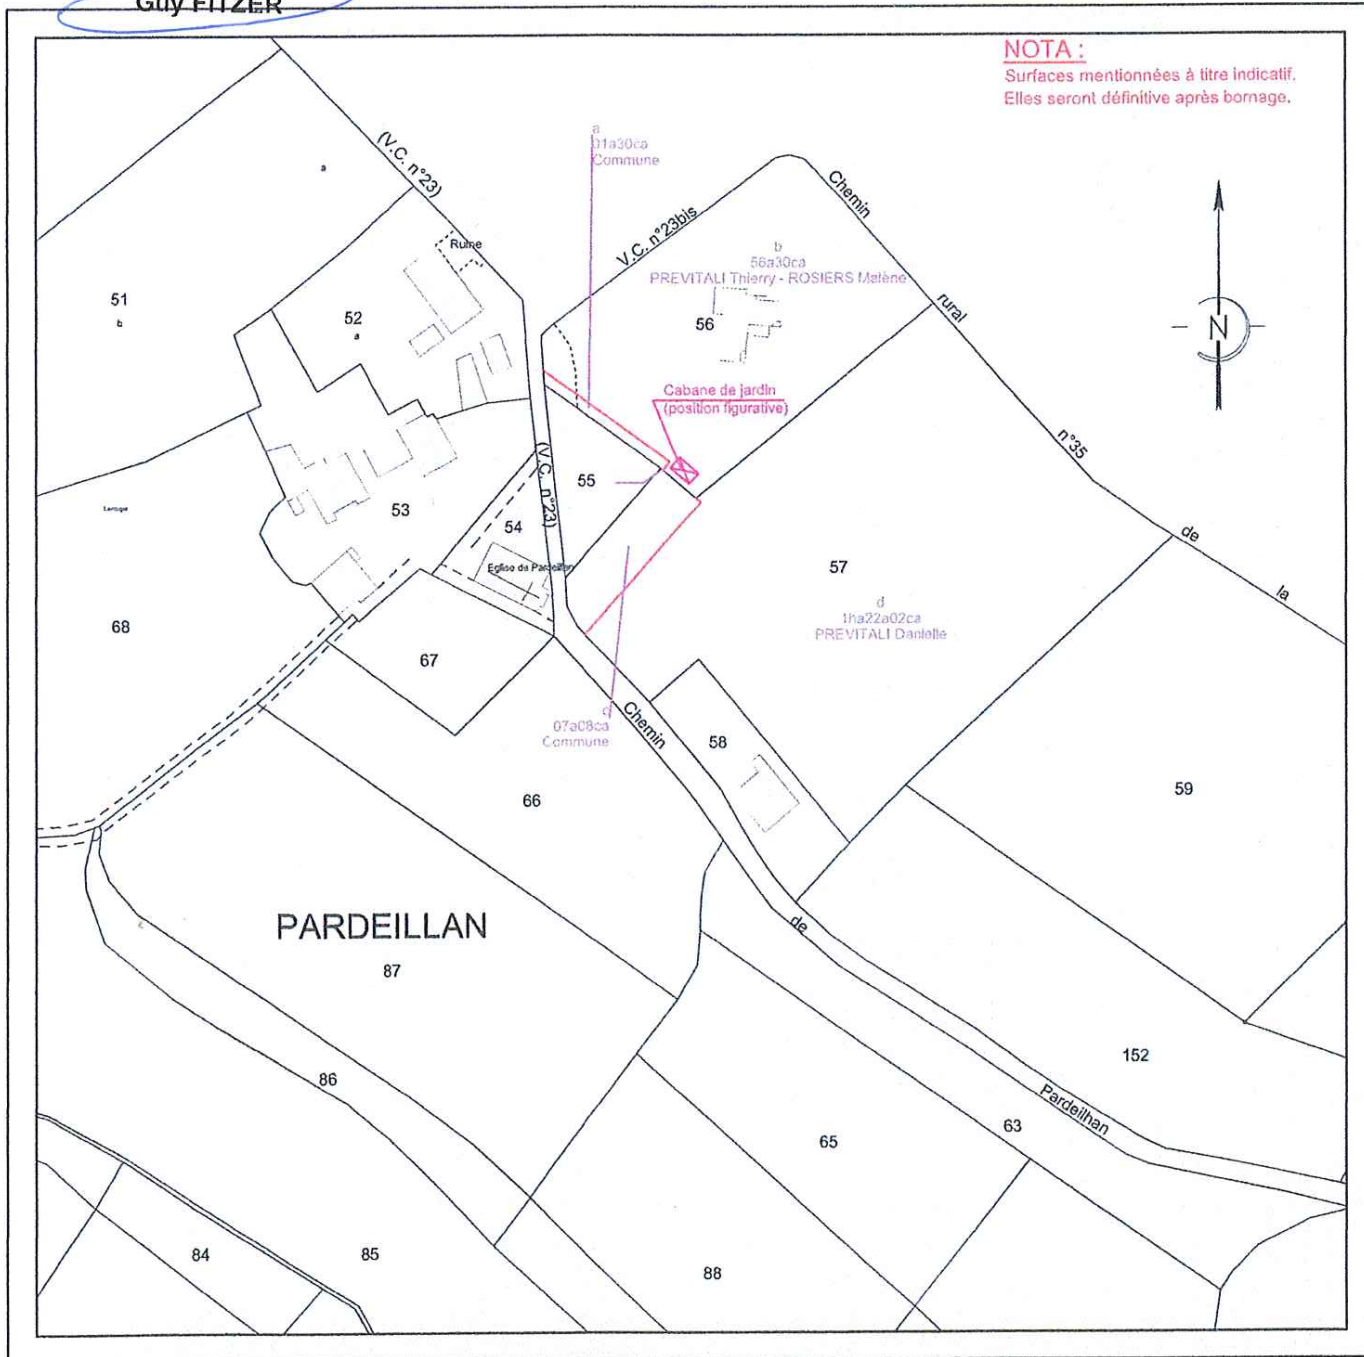 Guy FITZER
NOTA :
Surfaces mentionnées à titre indicatif.
Elles seront définitive après bornage.
(V.C. n°23)
a
01a30ca
Commune
a
Chemin
V.C. n°23bis
Ruine
b
56a30ca
PREVITALI Thierry - ROSIERS Malène
51
b
52
a
56
rural
N
Cabane de jardin
(position figurative)
n°35
55
(V.C. n°23)
53
54
de
Eglise de Pardeillan
57
la
d
1ha22a02ca
PREVITALI Danielle
68
67
c
07a08ca
Commune
Chemin
58
66
59
de
PARDEILLAN
87
152
86
Pardeilhan
63
65
84
85
88